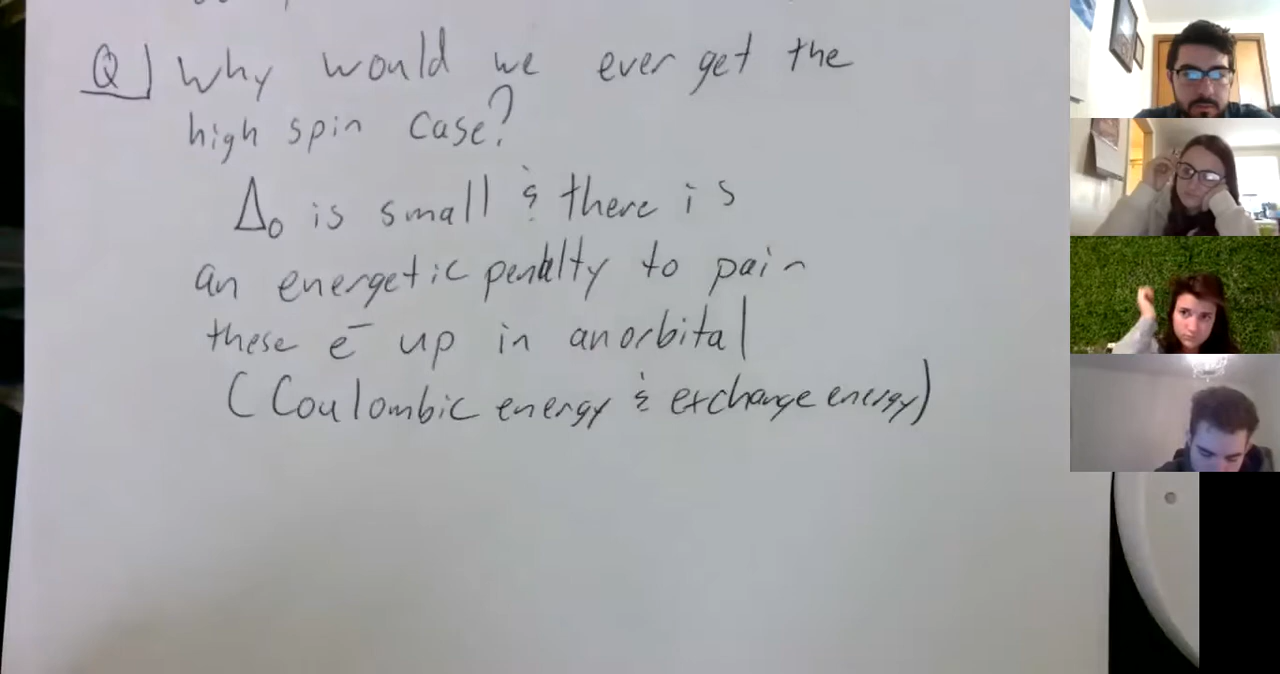 Q] Why would we ever get the
high spin case?
Δo is small & there is
an energetic penalty to pair
these e⁻ up in an orbital
(Coulombic energy & exchange energy)